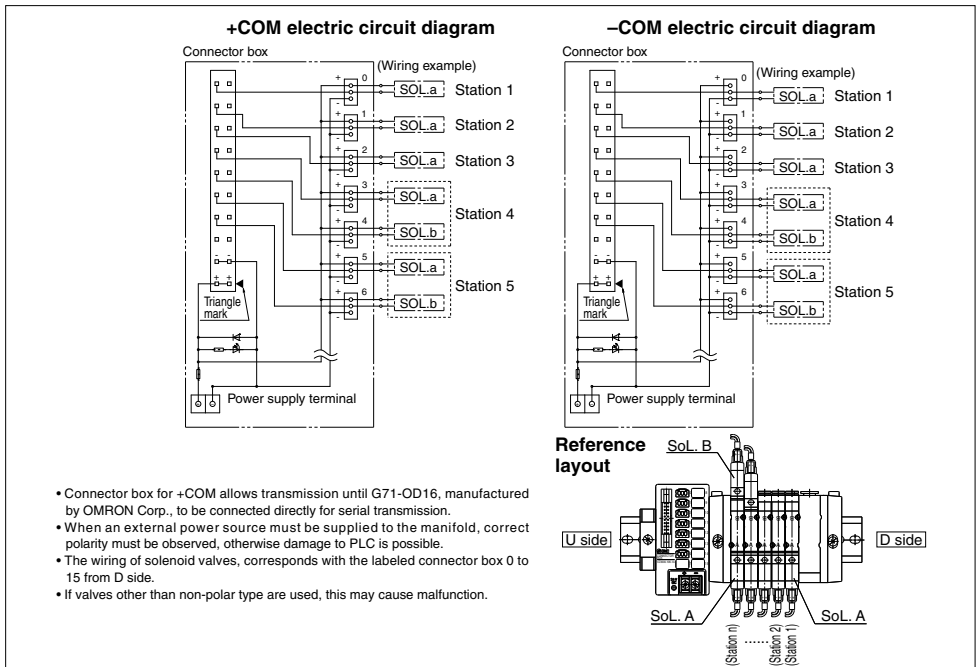 +COM electric circuit diagram
Connector box
(Wiring example)
+ 0
-
SOL.a Station 1
+ 1
-
SOL.a Station 2
+ 2
-
SOL.a Station 3
+ 3
-
SOL.a
Station 4
+ 4
-
SOL.b
+ 5
-
SOL.a
Station 5
+ 6
-
SOL.b
- -
+ +
Triangle
mark
Power supply terminal
–COM electric circuit diagram
Connector box
(Wiring example)
+ 0
-
SOL.a Station 1
+ 1
-
SOL.a Station 2
+ 2
-
SOL.a Station 3
+ 3
-
SOL.a
Station 4
+ 4
-
SOL.b
+ 5
-
SOL.a
Station 5
+ 6
-
SOL.b
- -
+ +
Triangle
mark
Power supply terminal
• Connector box for +COM allows transmission until G71-OD16, manufactured
by OMRON Corp., to be connected directly for serial transmission.
• When an external power source must be supplied to the manifold, correct
polarity must be observed, otherwise damage to PLC is possible.
• The wiring of solenoid valves, corresponds with the labeled connector box 0 to
15 from D side.
• If valves other than non-polar type are used, this may cause malfunction.
Reference
layout
SoL. B
U side
D side
SoL. A
SoL. A
(Station n)
......
(Station 2)
(Station 1)